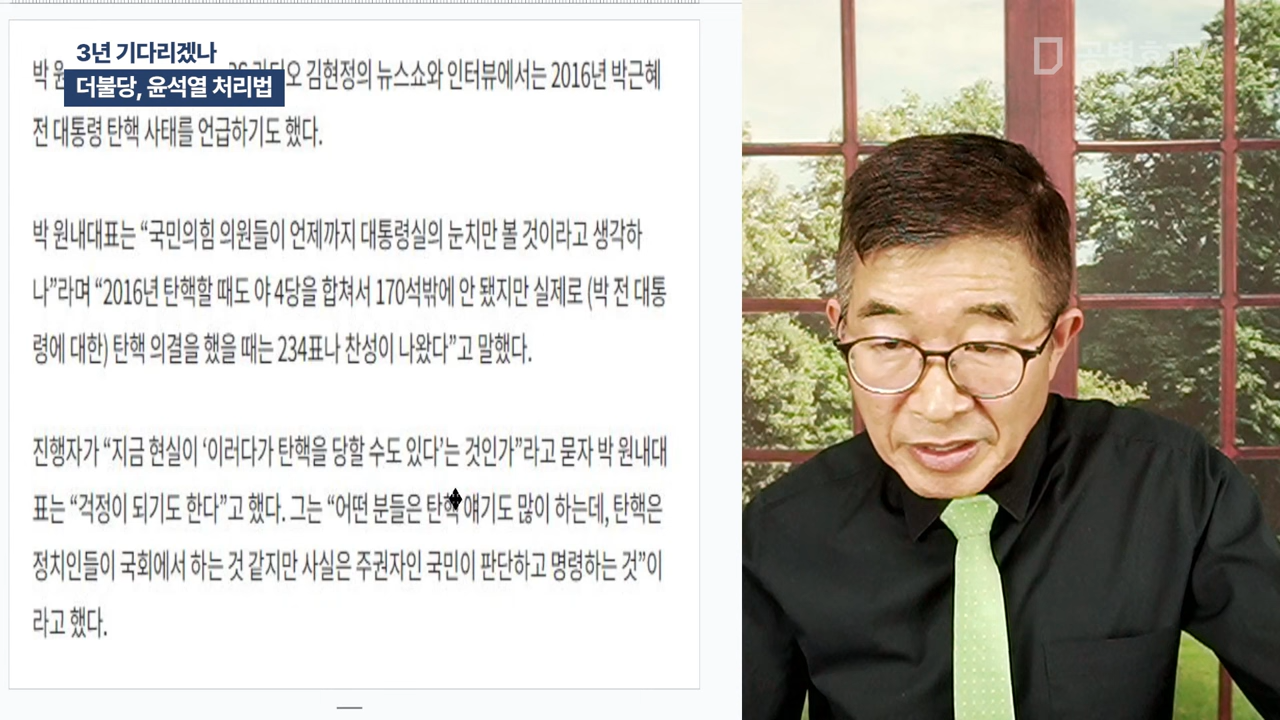 3년 기다리겠나
더불당, 윤석열 처리법
박 원 오 김현정의 뉴스쇼와 인터뷰에서는 2016년 박근혜
전 대통령 탄핵 사태를 언급하기도 했다.
박 원내대표는 “국민의힘 의원들이 언제까지 대통령실의 눈치만 볼 것이라고 생각하
나”라며 “2016년 탄핵할 때도 야 4당을 합쳐서 170석밖에 안 됐지만 실제로 (박 전 대통
령에 대한) 탄핵 의결을 했을 때는 234표나 찬성이 나왔다”고 말했다.
진행자가 “지금 현실이 ‘이러다가 탄핵을 당할 수도 있다’는 것인가”라고 묻자 박 원내대
표는 “걱정이 되기도 한다”고 했다. 그는 “어떤 분들은 탄핵 얘기도 많이 하는데, 탄핵은
정치인들이 국회에서 하는 것 같지만 사실은 주권자인 국민이 판단하고 명령하는 것”이
라고 했다.